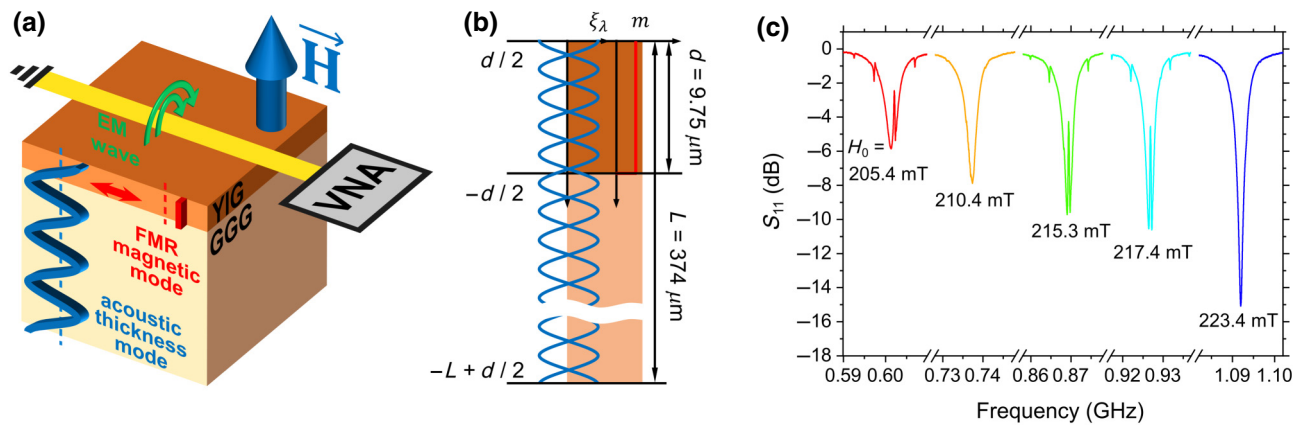 (a)
H
EM
wave
VNA
YIG
GGG
FMR
magnetic
mode
acoustic
thickness
mode
(b)
ξλ m
d / 2
d = 9.75 μm
−d / 2
L = 374 μm
−L + d / 2
(c)
0
−2
−4
−6
−8
−10
−12
−14
−16
−18
S11 (dB)
H0 =
205.4 mT
210.4 mT
215.3 mT
217.4 mT
223.4 mT
0.59 0.60 0.73 0.74 0.86 0.87 0.92 0.93 1.09 1.10
Frequency (GHz)